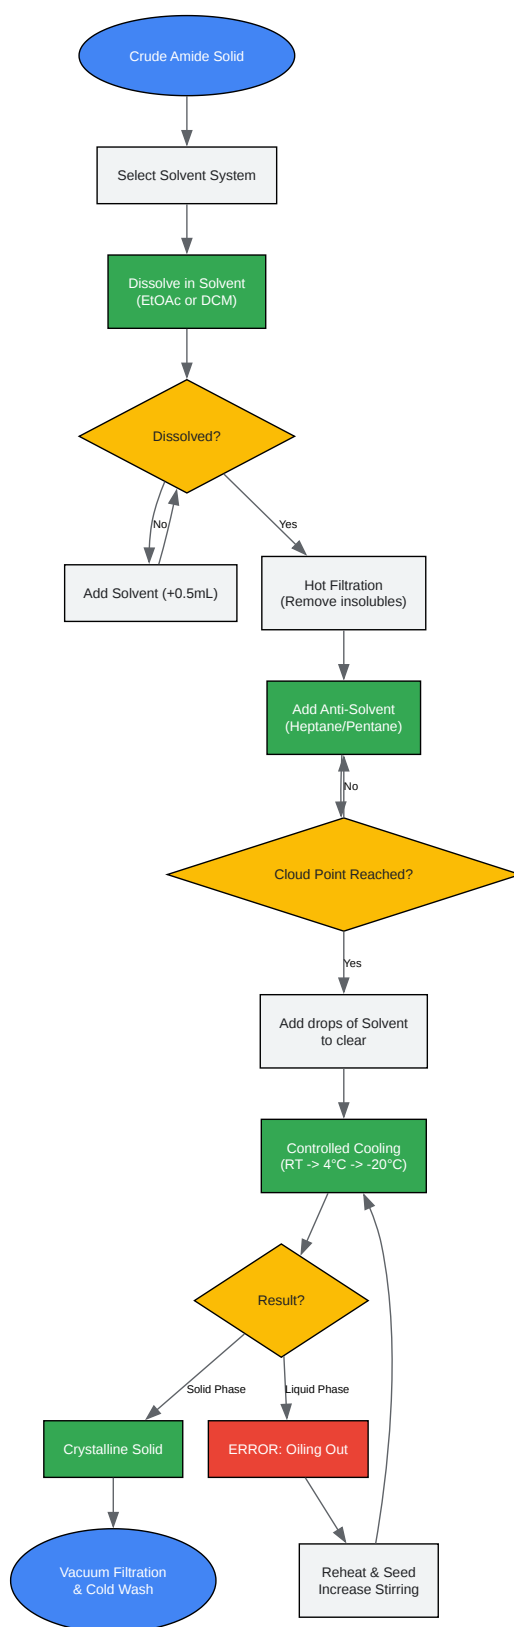 Crude Amide Solid
Select Solvent System
Dissolve in Solvent
(EtOAc or DCM)
Dissolved?
No
Yes
Add Solvent (+0.5mL)
Hot Filtration
(Remove insolubles)
Add Anti-Solvent
(Heptane/Pentane)
No
Cloud Point Reached?
Yes
Add drops of Solvent
to clear
Controlled Cooling
(RT -> 4°C -> -20°C)
Result?
Solid Phase
Liquid Phase
Crystalline Solid
ERROR: Oiling Out
Vacuum Filtration
& Cold Wash
Reheat & Seed
Increase Stirring